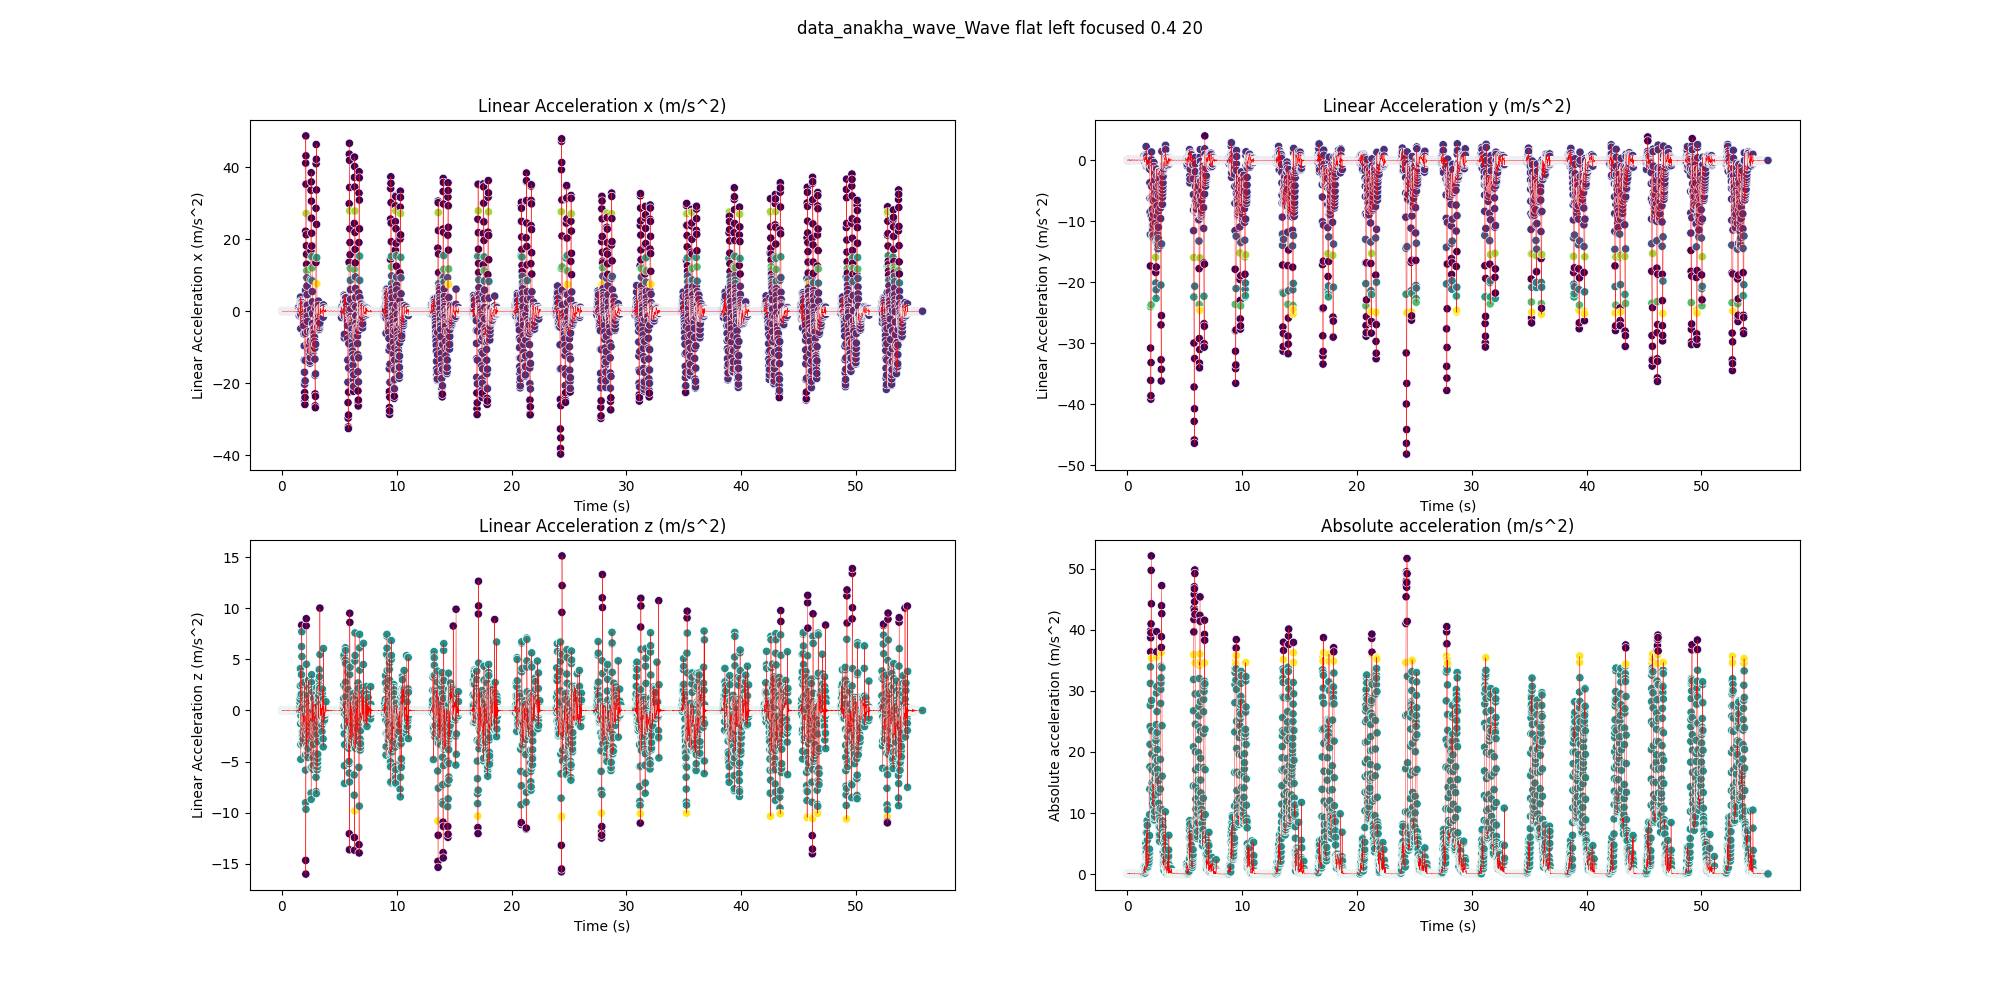 data_anakha_wave_Wave flat left focused 0.4 20
Linear Acceleration x (m/s^2)
Linear Acceleration x (m/s^2)
40
20
0
−20
−40
0 10 20 30 40 50
Time (s)
Linear Acceleration y (m/s^2)
Linear Acceleration y (m/s^2)
0
−10
−20
−30
−40
−50
0 10 20 30 40 50
Time (s)
Linear Acceleration z (m/s^2)
Linear Acceleration z (m/s^2)
15
10
5
0
−5
−10
−15
0 10 20 30 40 50
Time (s)
Absolute acceleration (m/s^2)
Absolute acceleration (m/s^2)
50
40
30
20
10
0
0 10 20 30 40 50
Time (s)